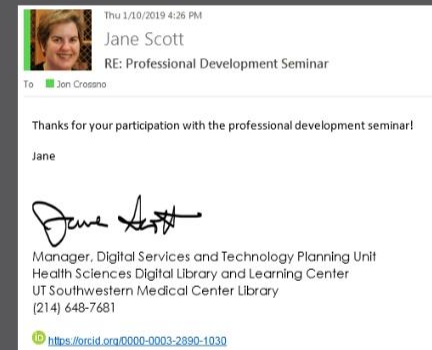 Thu 1/10/2019 4:26 PM
Jane Scott
RE: Professional Development Seminar
To Jon Crossno
Thanks for your participation with the professional development seminar!
Jane
Jane Scott
Manager, Digital Services and Technology Planning Unit
Health Sciences Digital Library and Learning Center
UT Southwestern Medical Center Library
(214) 648-7681
iD https://orcid.org/0000-0003-2890-1030